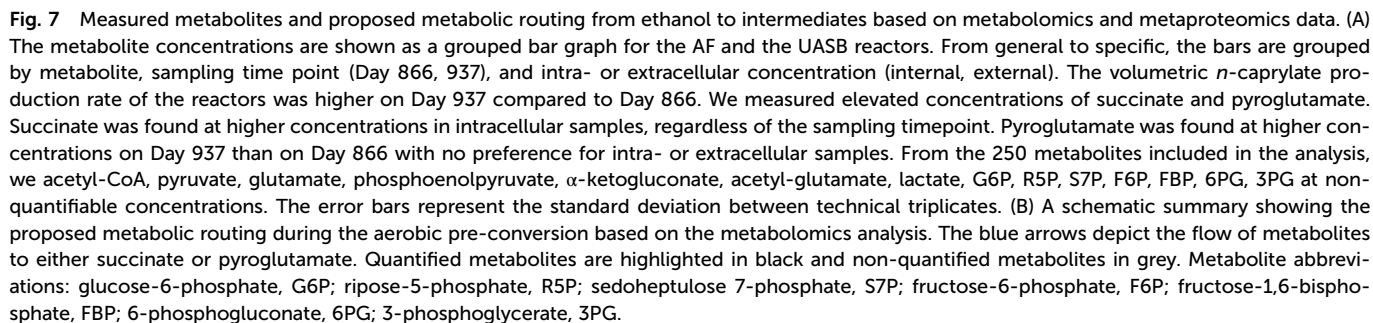 Fig. 7 Measured metabolites and proposed metabolic routing from ethanol to intermediates based on metabolomics and metaproteomics data. (A)
The metabolite concentrations are shown as a grouped bar graph for the AF and the UASB reactors. From general to specific, the bars are grouped
by metabolite, sampling time point (Day 866, 937), and intra- or extracellular concentration (internal, external). The volumetric n-caprylate pro-
duction rate of the reactors was higher on Day 937 compared to Day 866. We measured elevated concentrations of succinate and pyroglutamate.
Succinate was found at higher concentrations in intracellular samples, regardless of the sampling timepoint. Pyroglutamate was found at higher con-
centrations on Day 937 than on Day 866 with no preference for intra- or extracellular samples. From the 250 metabolites included in the analysis,
we acetyl-CoA, pyruvate, glutamate, phosphoenolpyruvate, α-ketogluconate, acetyl-glutamate, lactate, G6P, R5P, S7P, F6P, FBP, 6PG, 3PG at non-
quantifiable concentrations. The error bars represent the standard deviation between technical triplicates. (B) A schematic summary showing the
proposed metabolic routing during the aerobic pre-conversion based on the metabolomics analysis. The blue arrows depict the flow of metabolites
to either succinate or pyroglutamate. Quantified metabolites are highlighted in black and non-quantified metabolites in grey. Metabolite abbrevi-
ations: glucose-6-phosphate, G6P; ripose-5-phosphate, R5P; sedoheptulose 7-phosphate, S7P; fructose-6-phosphate, F6P; fructose-1,6-bispho-
sphate, FBP; 6-phosphogluconate, 6PG; 3-phosphoglycerate, 3PG.